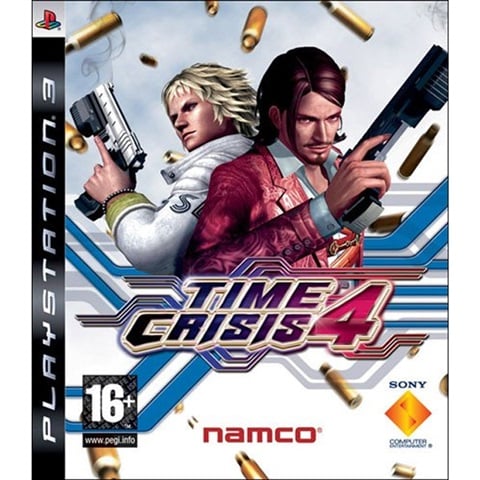 PLAYSTATION 3
TIME
CRISIS 4
16+
www.pegi.info
namco®
SONY
COMPUTER
ENTERTAINMENT